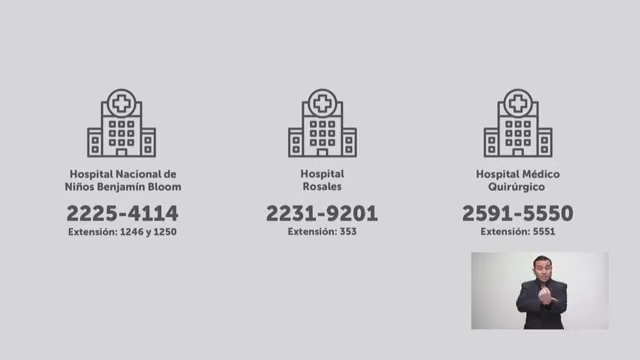 Hospital Nacional de
Niños Benjamín Bloom
2225-4114
Extensión: 1246 y 1250
Hospital
Rosales
2231-9201
Extensión: 353
Hospital Médico
Quirúrgico
2591-5550
Extensión: 5551